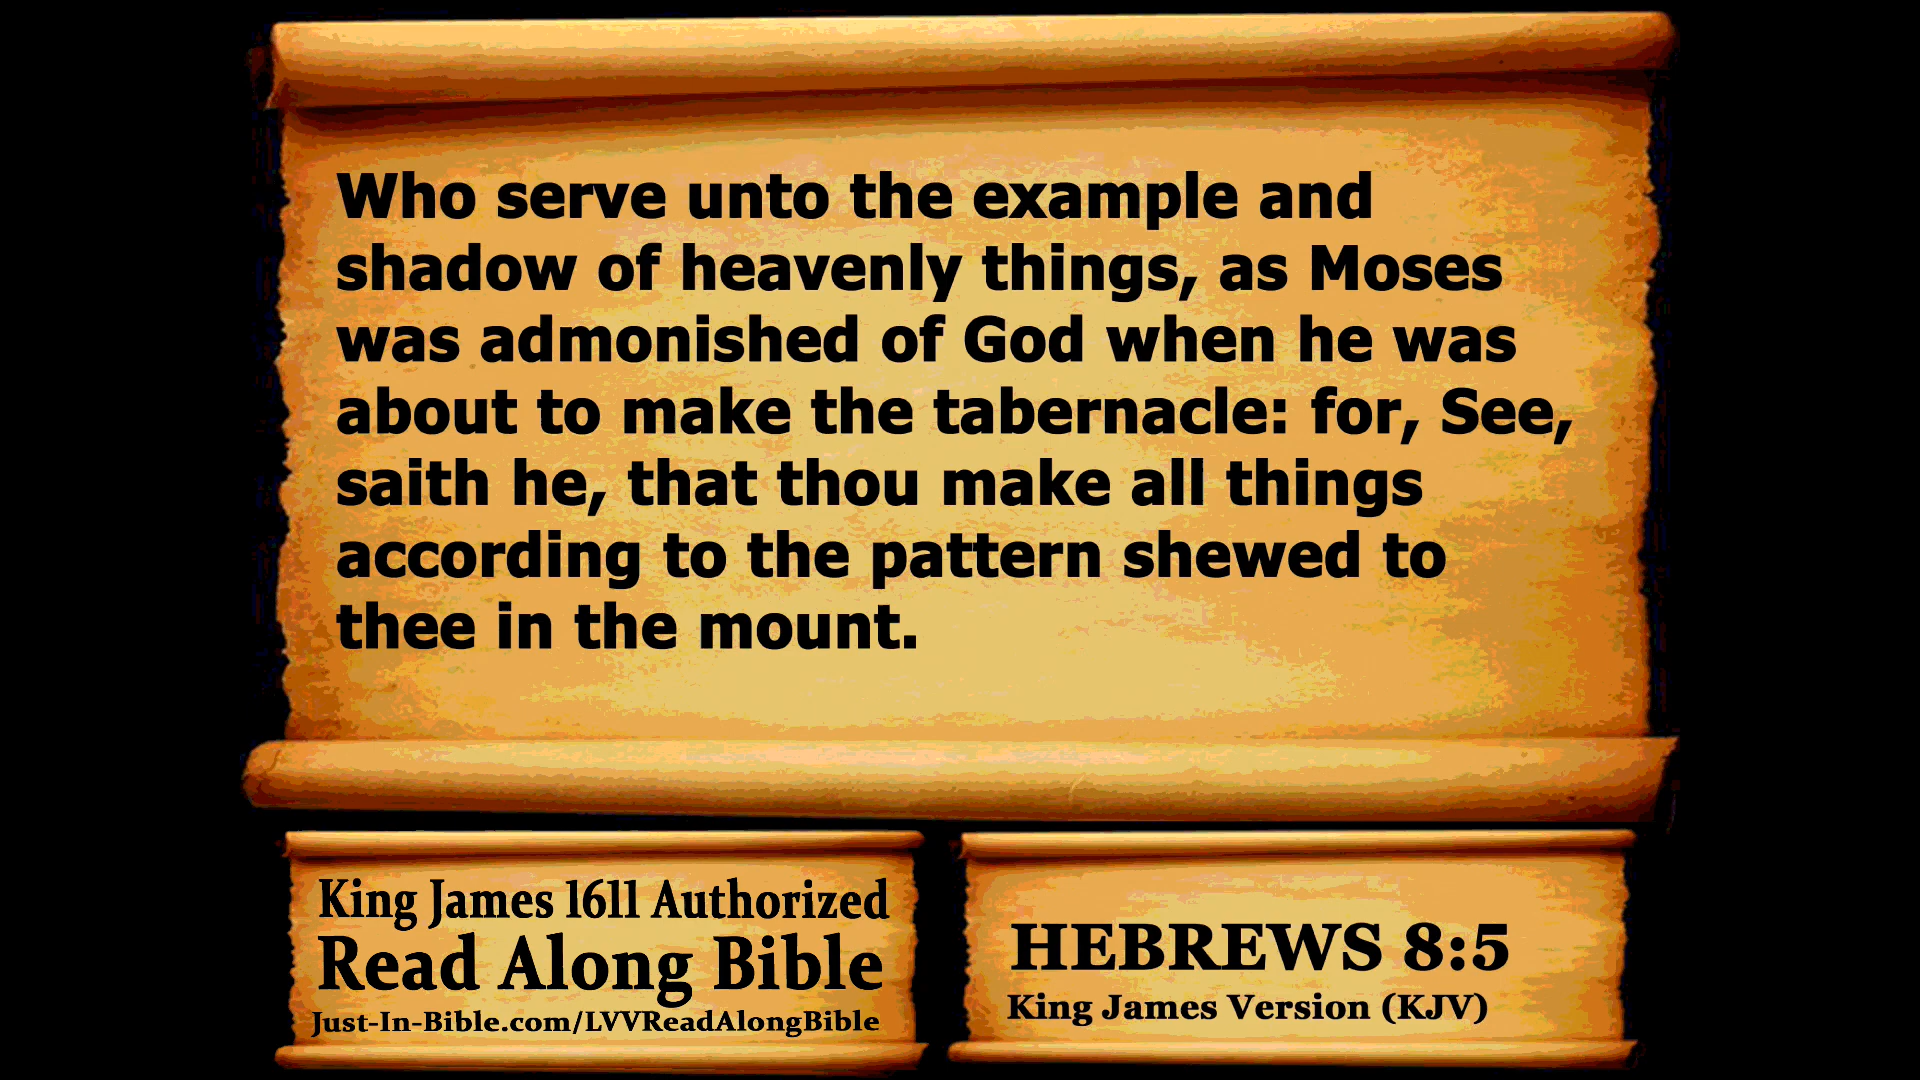 Who serve unto the example and
shadow of heavenly things, as Moses
was admonished of God when he was
about to make the tabernacle: for, See,
saith he, that thou make all things
according to the pattern shewed to
thee in the mount.
King James 1611 Authorized
Read Along Bible
Just-In-Bible.com/LVVReadAlongBible
HEBREWS 8:5
King James Version (KJV)